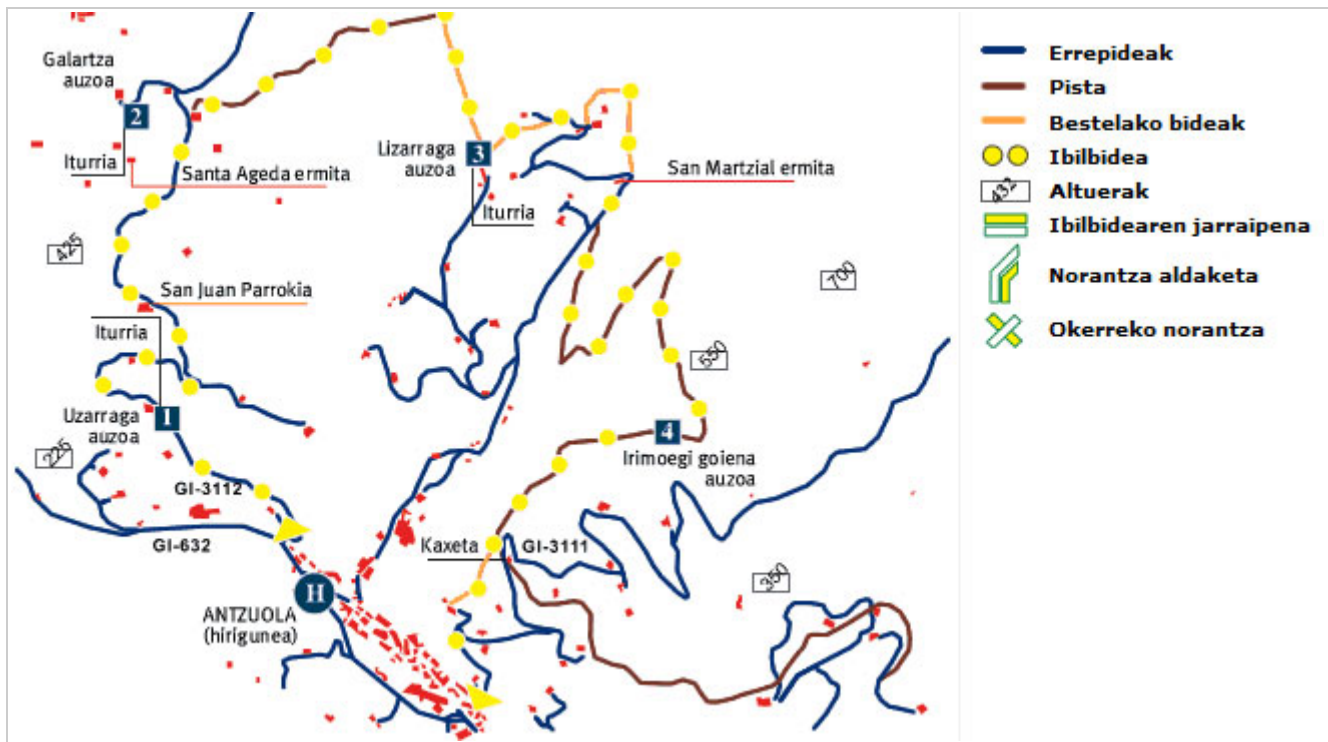 Galartza
auzoa
2
Iturria
Santa Ageda ermita
Lizarraga
auzoa
3
Iturria
San Martzial ermita
425
San Juan Parrokia
Iturria
700
550
Uzarraga
auzoa
1
4
Irimoegi goiena
auzoa
225
GI-3112
GI-632
Kaxeta
GI-3111
350
H
ANTZUOLA
(hirigunea)
Errepideak
Pista
Bestelako bideak
Ibilbidea
432
Altuerak
Ibilbidearen jarraipena
Norantza aldaketa
Okerreko norantza